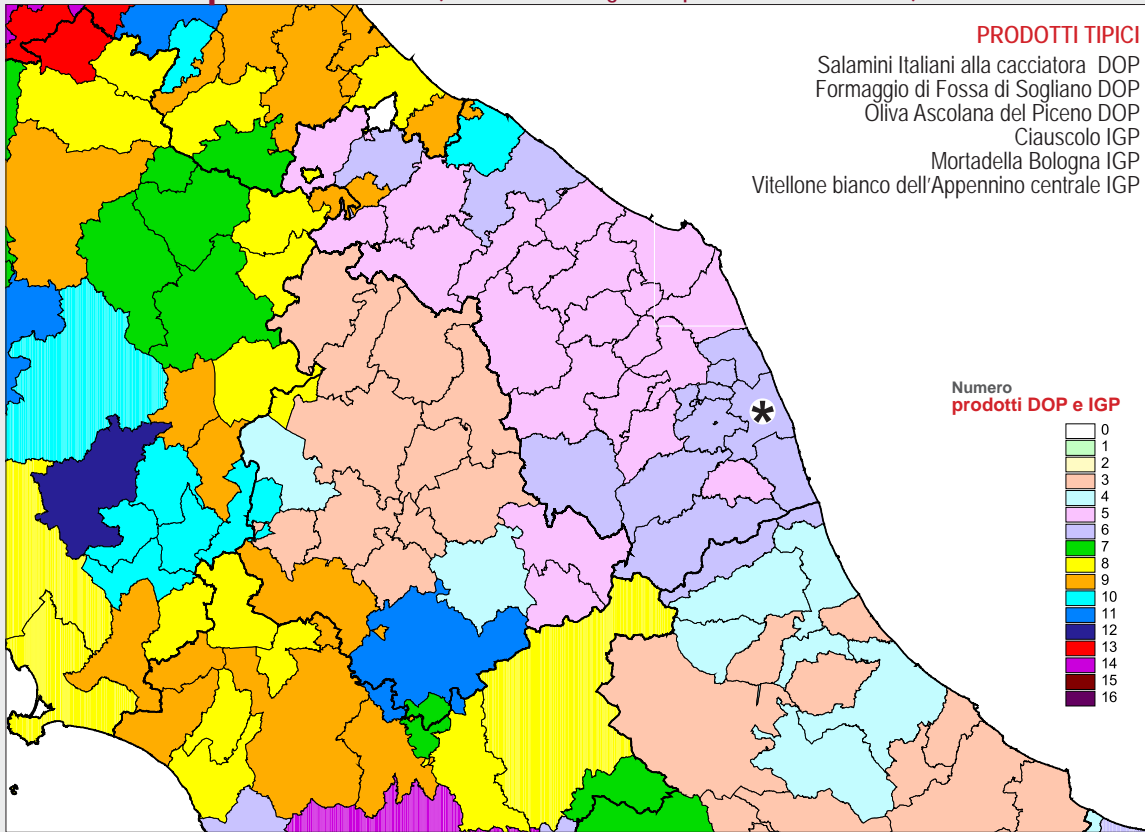 PRODOTTI TIPICI
Salamini Italiani alla cacciatora DOP
Formaggio di Fossa di Sogliano DOP
Oliva Ascolana del Piceno DOP
Ciauscolo IGP
Mortadella Bologna IGP
Vitellone bianco dell'Appennino centrale IGP
*
Numero
prodotti DOP e IGP
0
1
2
3
4
5
6
7
8
9
10
11
12
13
14
15
16